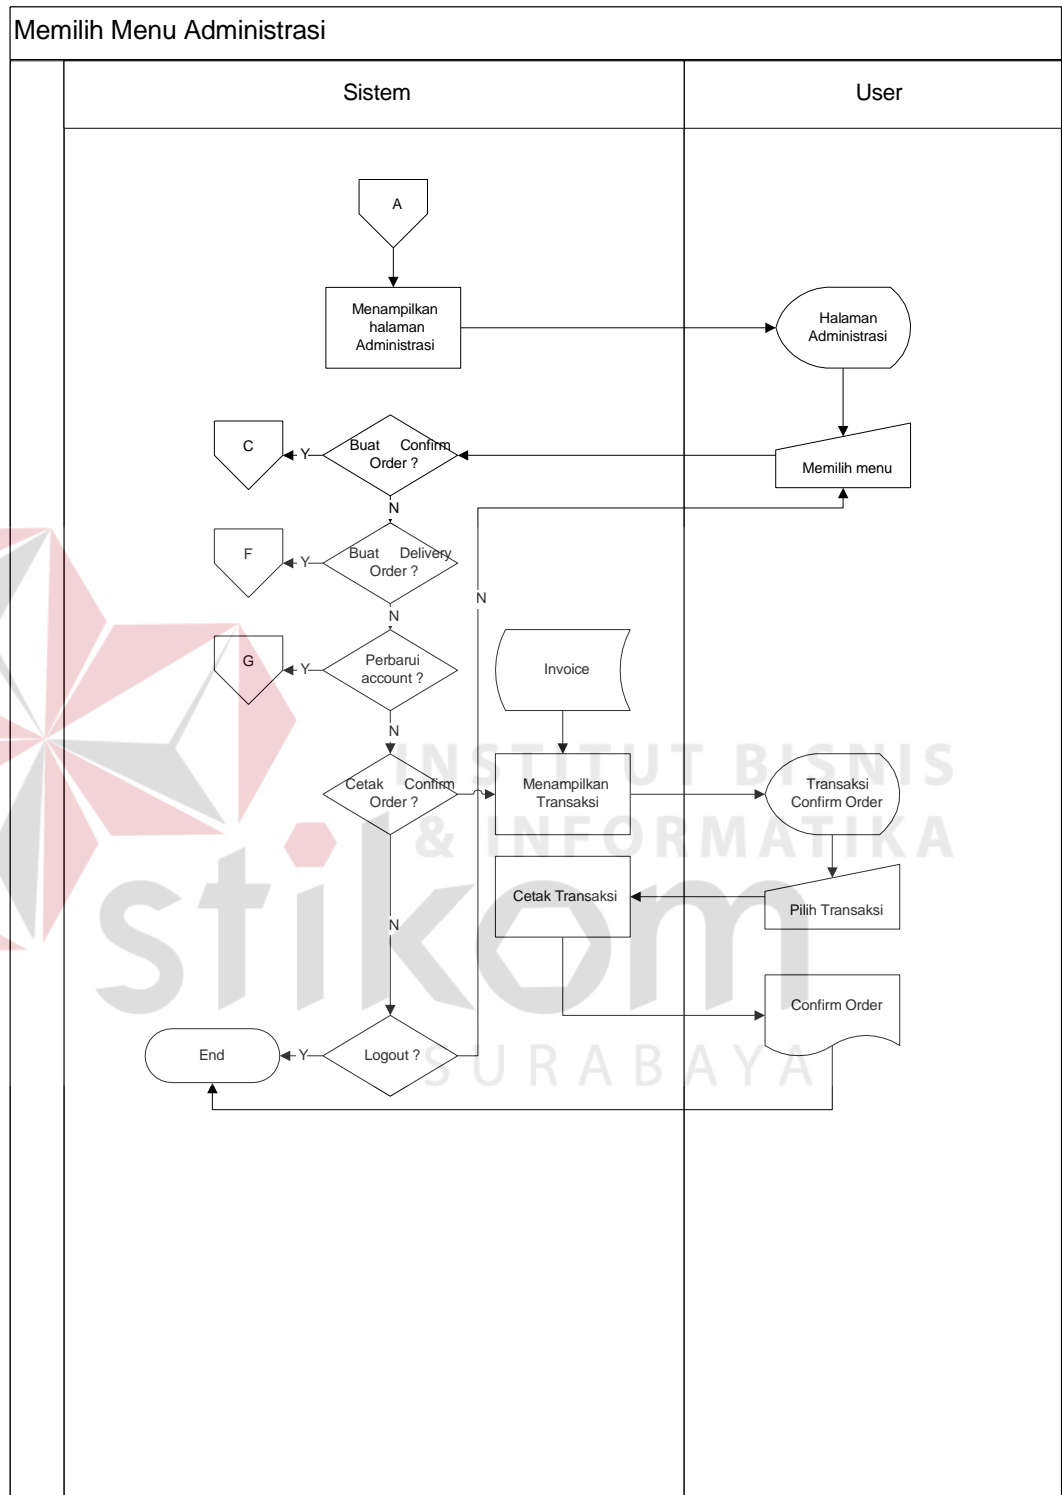 Memilih Menu Administrasi
Sistem
User
A
Menampilkan
halaman
Administrasi
Halaman
Administrasi
C
Y
Buat Confirm
Order ?
Memilih menu
N
F
Y
Buat Delivery
Order ?
N
N
G
Y
Perbarui
account ?
Invoice
N
Cetak Confirm
Order ?
Menampilkan
Transaksi
Transaksi
Confirm Order
Cetak Transaksi
Pilih Transaksi
N
Confirm Order
End
Y
Logout ?
INSTITUT BISNIS
& INFORMATIKA
stikom
SURABAYA